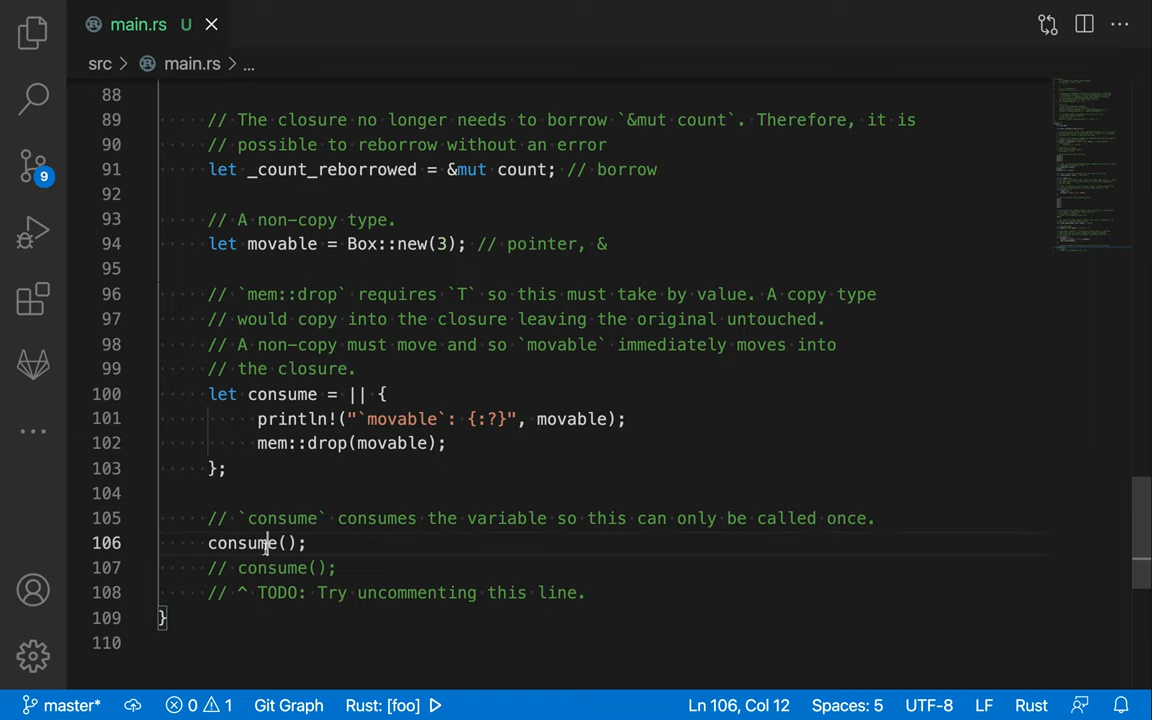 main.rs U
src > main.rs > ...
88
89 // The closure no longer needs to borrow `&mut count`. Therefore, it is
90 // possible to reborrow without an error
91 let _count_reborrowed = &mut count; // borrow
92
93 // A non-copy type.
94 let movable = Box::new(3); // pointer, &
95
96 // `mem::drop` requires `T` so this must take by value. A copy type
97 // would copy into the closure leaving the original untouched.
98 // A non-copy must move and so `movable` immediately moves into
99 // the closure.
100 let consume = || {
101 println!("`movable`: {:?}", movable);
102 mem::drop(movable);
103 };
104
105 // `consume` consumes the variable so this can only be called once.
106 consume();
107 // consume();
108 // ^ TODO: Try uncommenting this line.
109 }
110
9
master* 0 1 Git Graph Rust: [foo] Ln 106, Col 12 Spaces: 5 UTF-8 LF Rust